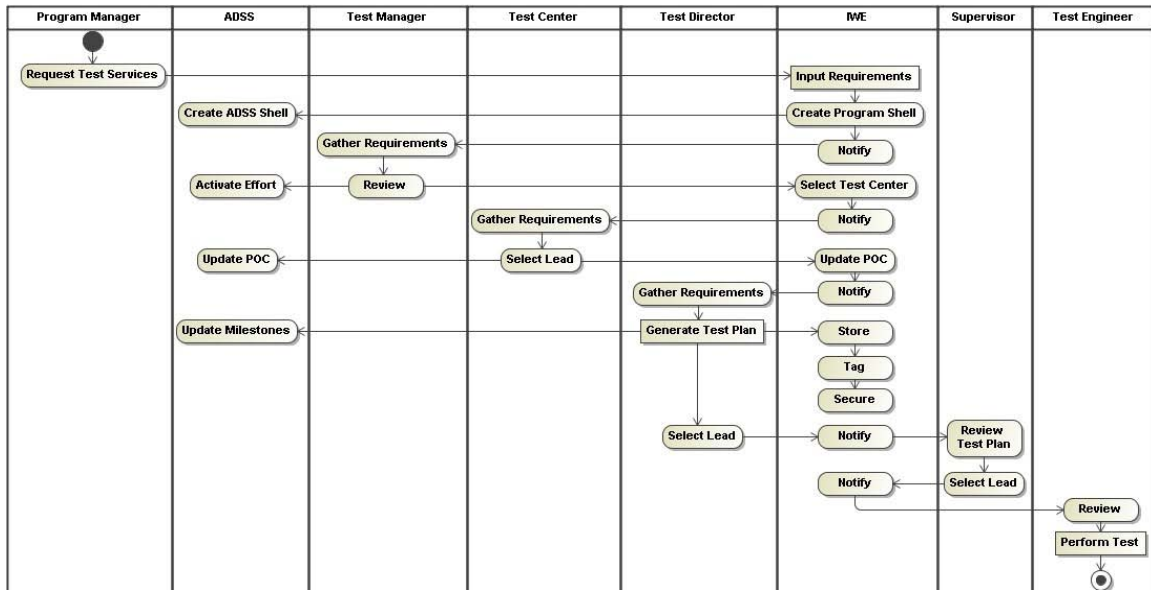 Program Manager
ADSS
Test Manager
Test Center
Test Director
IWE
Supervisor
Test Engineer
Request Test Services
Input Requirements
Create ADSS Shell
Create Program Shell
Gather Requirements
Notify
Activate Effort
Review
Select Test Center
Gather Requirements
Notify
Update POC
Select Lead
Update POC
Gather Requirements
Notify
Update Milestones
Generate Test Plan
Store
Tag
Secure
Select Lead
Notify
Review
Test Plan
Notify
Select Lead
Review
Perform Test